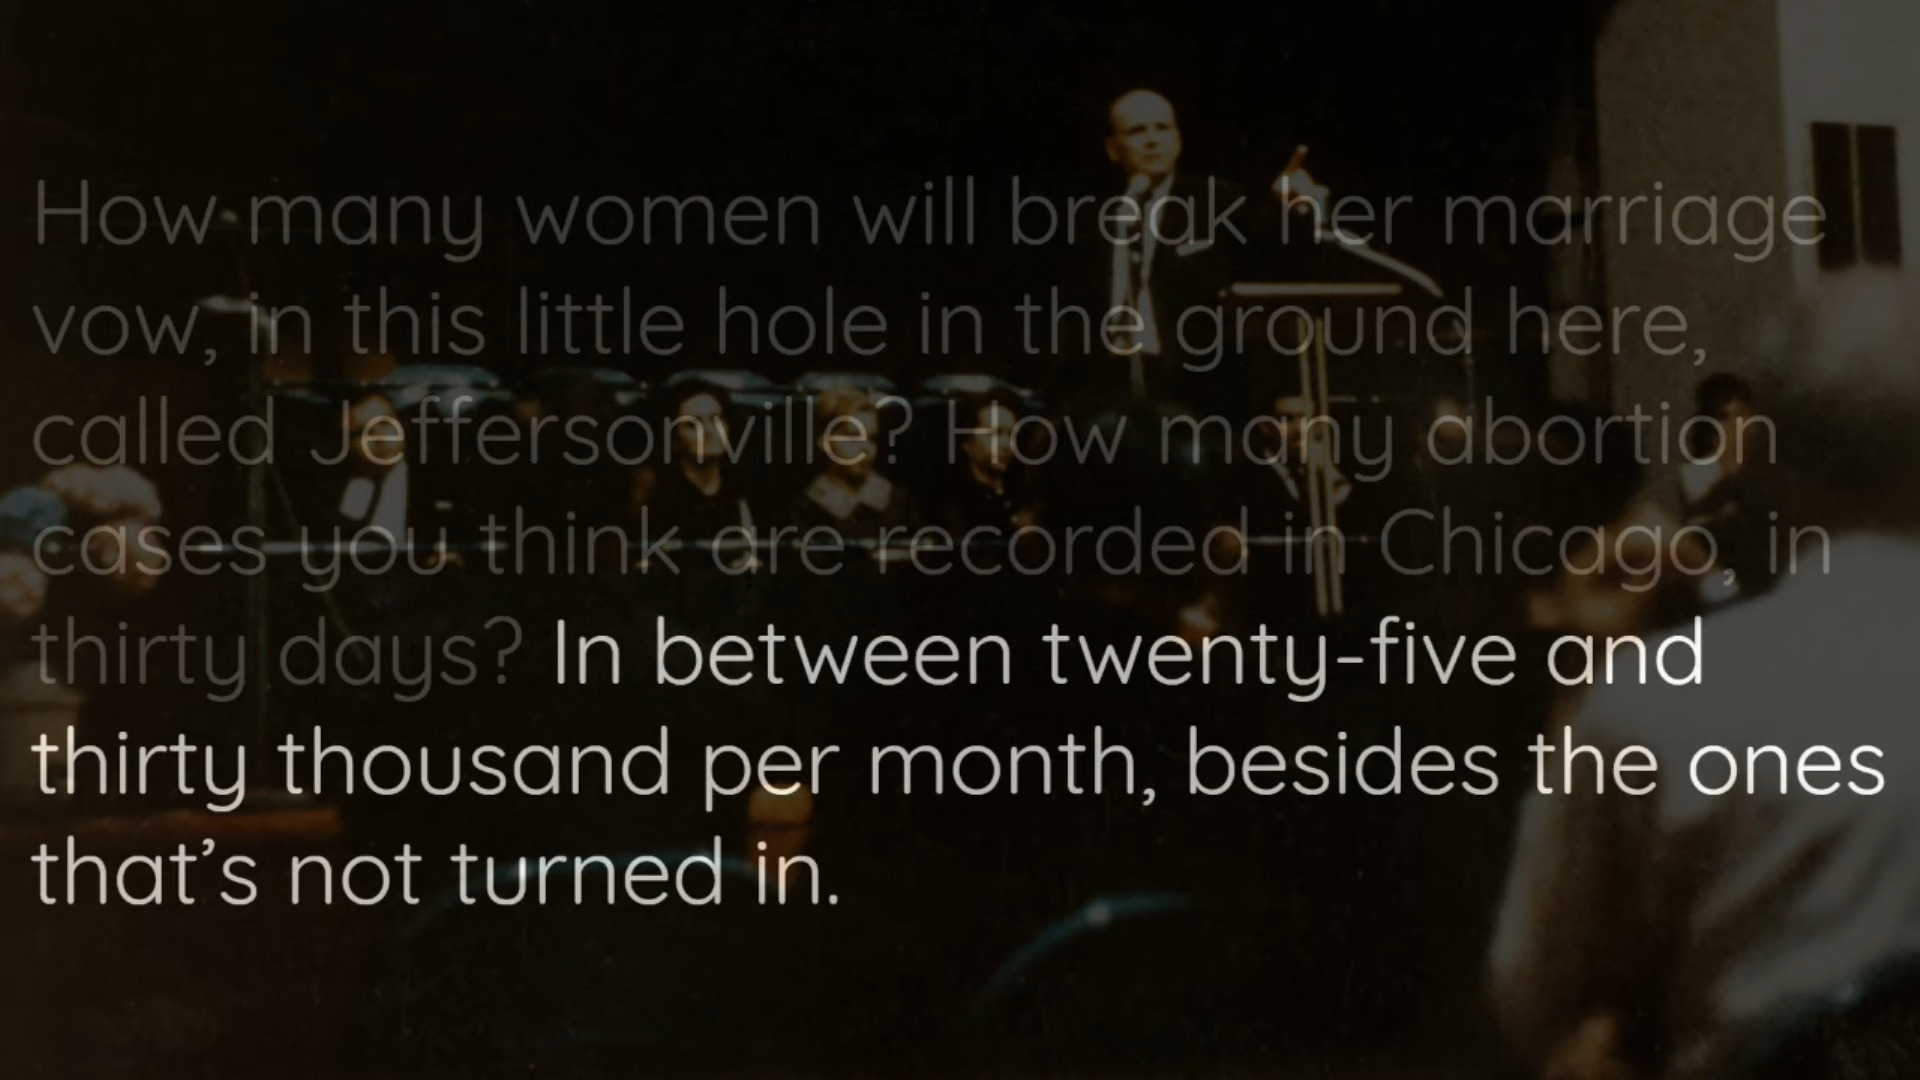 How many women will break her marriage
vow, in this little hole in the ground here,
called Jeffersonville? How many abortion
cases you think are recorded in Chicago, in
thirty days? In between twenty-five and
thirty thousand per month, besides the ones
that’s not turned in.